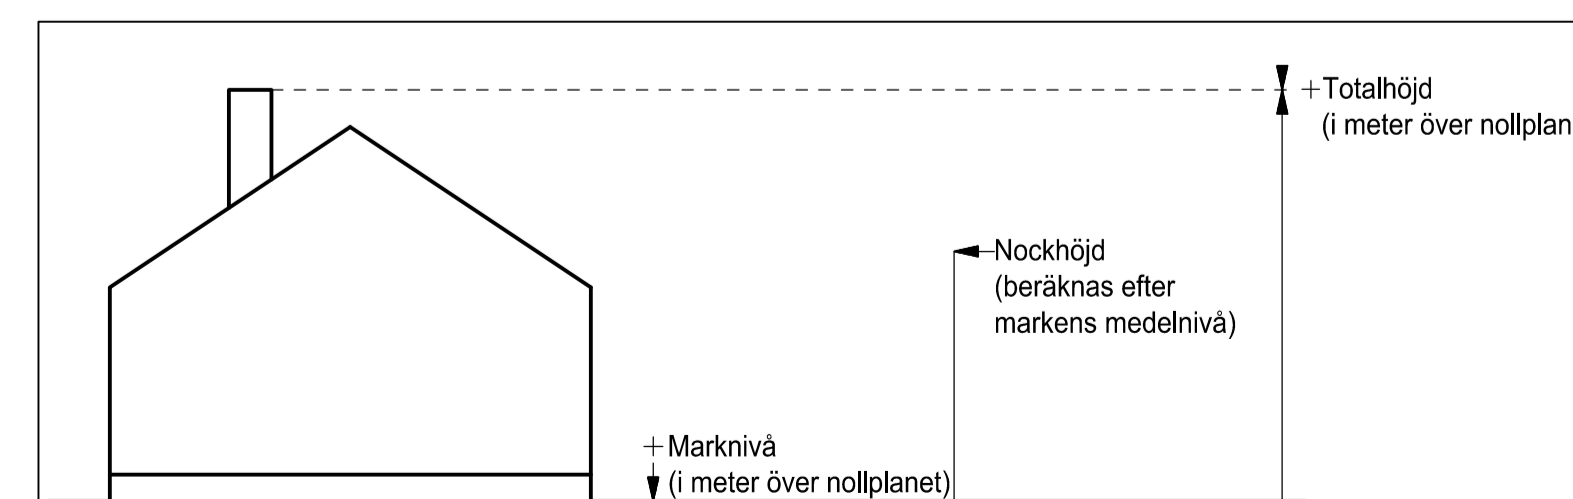 +Totalhöjd
(i meter över nollplan
Nockhöjd
(beräknas efter
markens medelnivå)
+Marknivå
(i meter över nollplanet)